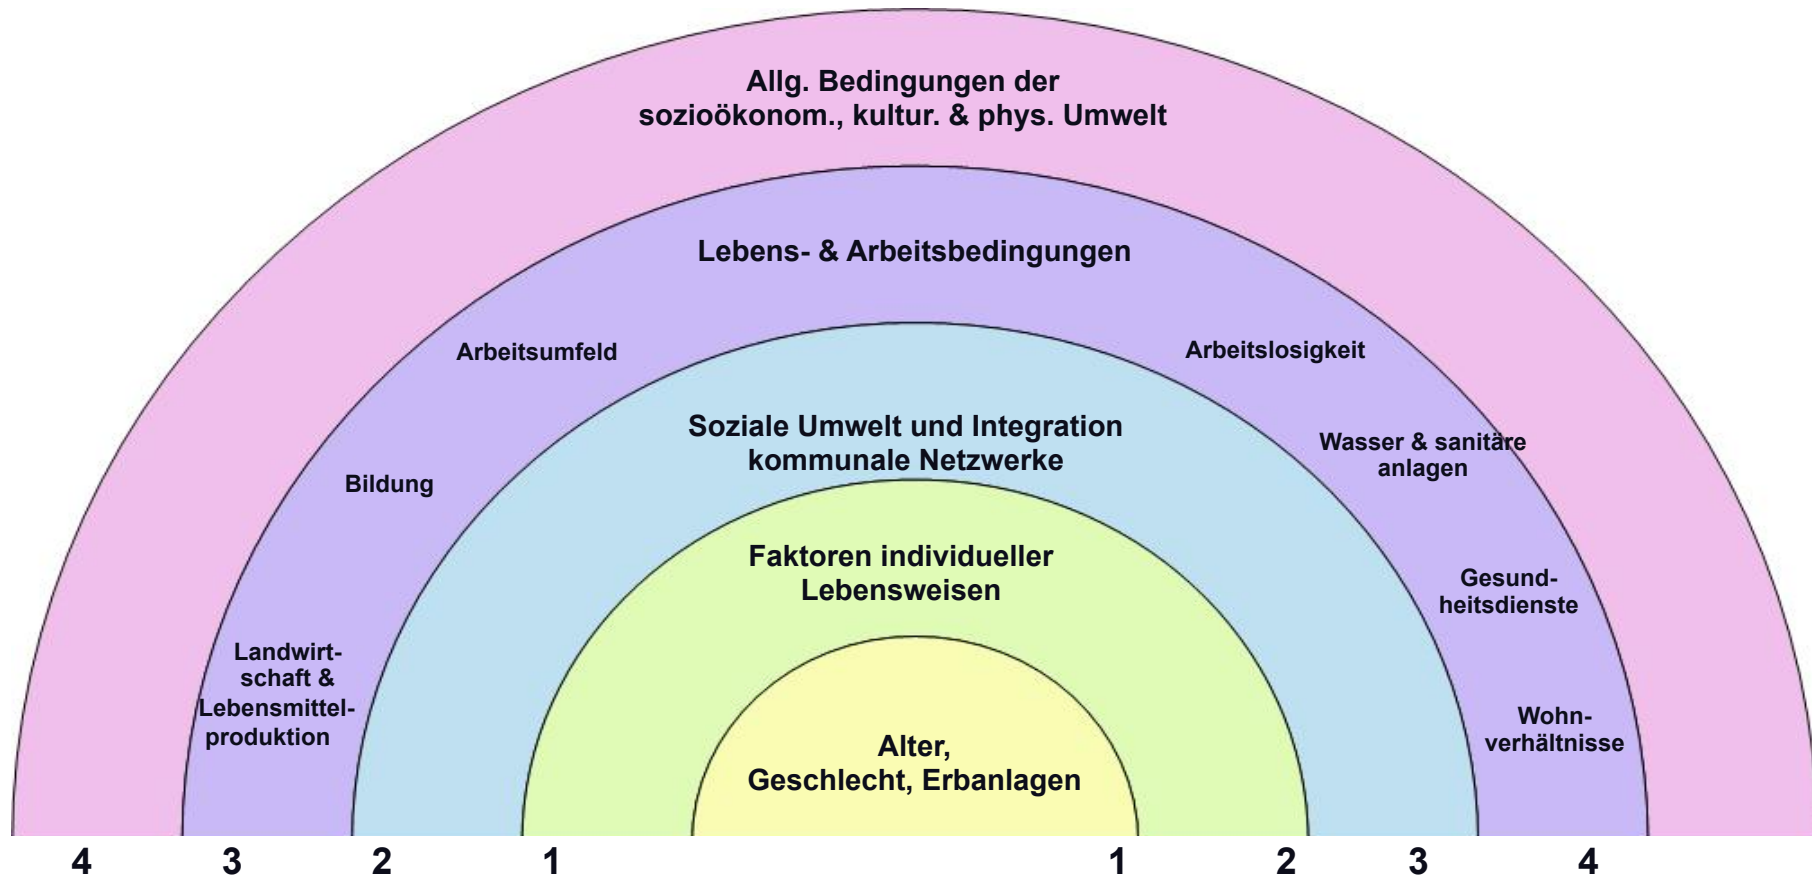 Allg. Bedingungen der
sozioökonom., kultur. & phys. Umwelt
Lebens- & Arbeitsbedingungen
Arbeitsumfeld
Arbeitslosigkeit
Soziale Umwelt und Integration
kommunale Netzwerke
Wasser & sanitäre
anlagen
Bildung
Faktoren individueller
Lebensweisen
Gesund-
heitsdienste
Landwirt-
schaft &
Lebensmittel-
produktion
Wohn-
verhältnisse
Alter,
Geschlecht, Erbanlagen
4 3 2 1 1 2 3 4